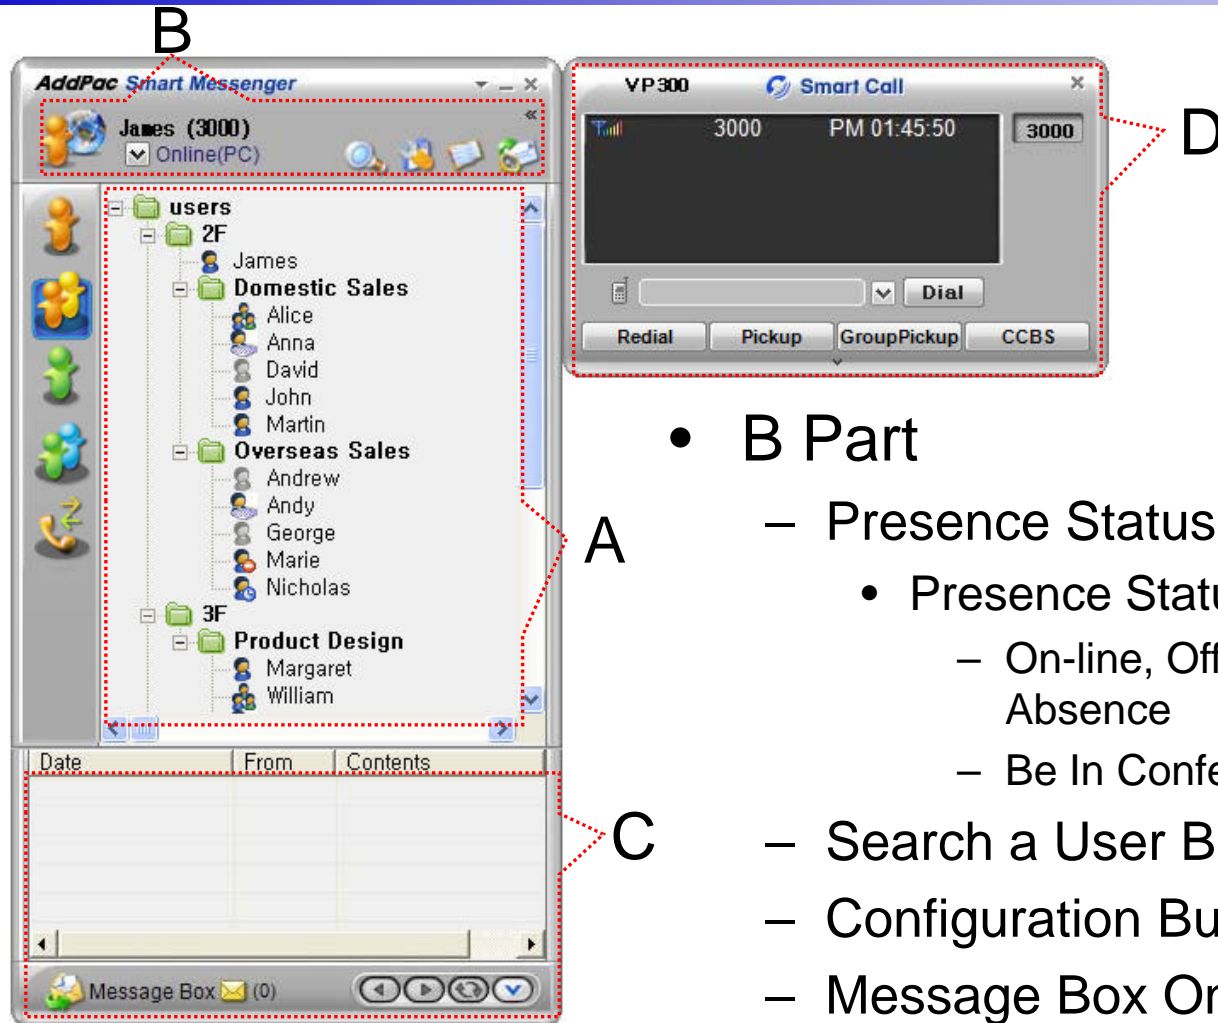 B
AddPac Smart Messenger
James (3000)
Online(PC)
users
2F
James
Domestic Sales
Alice
Anna
David
John
Martin
Overseas Sales
Andrew
Andy
George
Marie
Nicholas
3F
Product Design
Margaret
William
A
Date From Contents
C
Message Box (0)
VP300 Smart Call
3000 PM 01:45:50 3000
Dial
Redial Pickup GroupPickup CCBS
D
• B Part
– Presence Status
• Presence Statu
– On-line, Off
Absence
– Be In Confe
– Search a User B
– Configuration Bu
– Message Box On